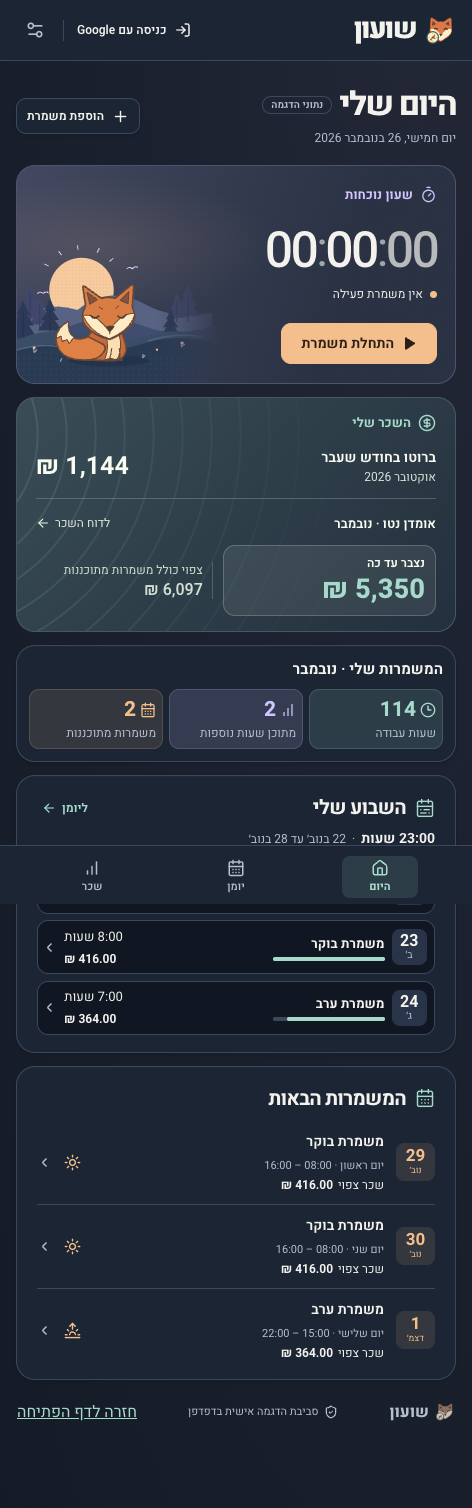 שועון
כניסה עם Google
היום שלי
נתוני הדגמה
הוספת משמרת
יום חמישי, 26 בנובמבר 2026
שעון נוכחות
00:00:00
אין משמרת פעילה
התחלת משמרת
השכר שלי
ברוטו בחודש שעבר
אוקטובר 2026
1,144 ₪
אומדן נטו · נובמבר
לדוח השכר
נצבר עד כה
5,350 ₪
צפוי כולל משמרות מתוכננות
6,097 ₪
המשמרות שלי · נובמבר
114
שעות עבודה
2
מתוכן שעות נוספות
2
משמרות מתוכננות
השבוע שלי
ליומן
23:00 שעות · 22 בנוב׳ עד 28 בנוב׳
היום
יומן
שכר
23
ב׳
משמרת בוקר
8:00 שעות
416.00 ₪
24
ג׳
משמרת ערב
7:00 שעות
364.00 ₪
המשמרות הבאות
29
נוב׳
משמרת בוקר
יום ראשון · 08:00 – 16:00
שכר צפוי 416.00 ₪
30
נוב׳
משמרת בוקר
יום שני · 08:00 – 16:00
שכר צפוי 416.00 ₪
1
דצמ׳
משמרת ערב
יום שלישי · 15:00 – 22:00
שכר צפוי 364.00 ₪
שועון
סביבת הדגמה אישית בדפדפן
חזרה לדף הפתיחה